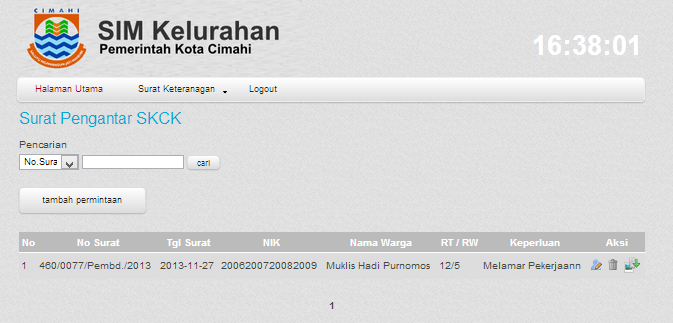 CIMAHI
SIM Kelurahan
Pemerintah Kota Cimahi
16:38:01
Halaman Utama Surat Keteranagan Logout
Surat Pengantar SKCK
Pencarian
No.Sura cari
tambah permintaan
No No Surat Tgl Surat NIK Nama Warga RT / RW Keperluan Aksi
1 460/0077/Pembd./2013 2013-11-27 2006200720082009 Muklis Hadi Purnomos 12/5 Melamar Pekerjaann
1